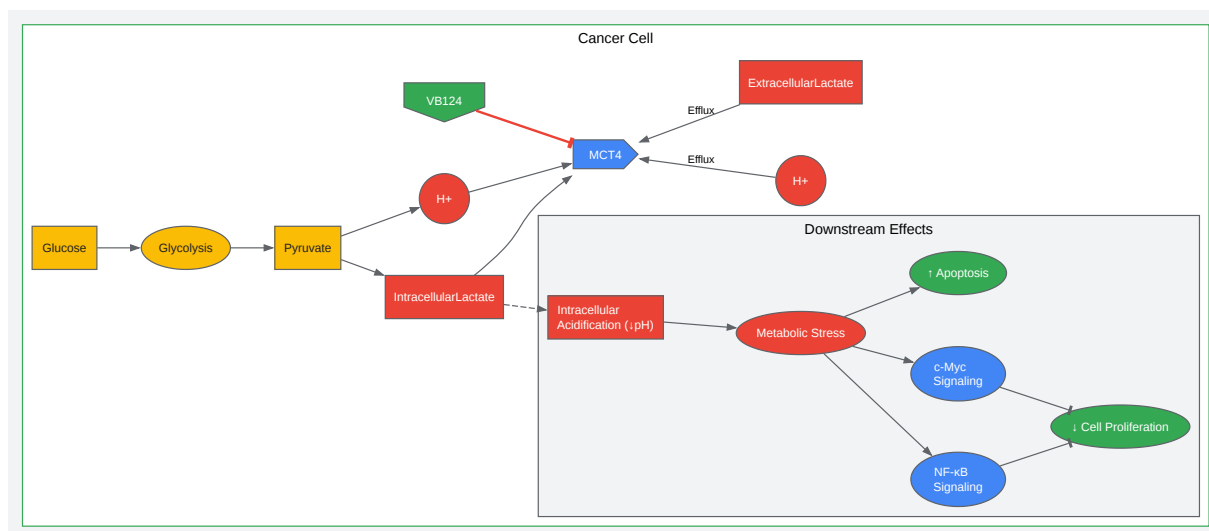 Cancer Cell
VB124
ExtracellularLactate
Efflux
MCT4
Efflux
H+
H+
Glucose
Glycolysis
Pyruvate
IntracellularLactate
Downstream Effects
↑ Apoptosis
Intracellular
Acidification (↓pH)
Metabolic Stress
c-Myc
Signaling
↓ Cell Proliferation
NF-κB
Signaling